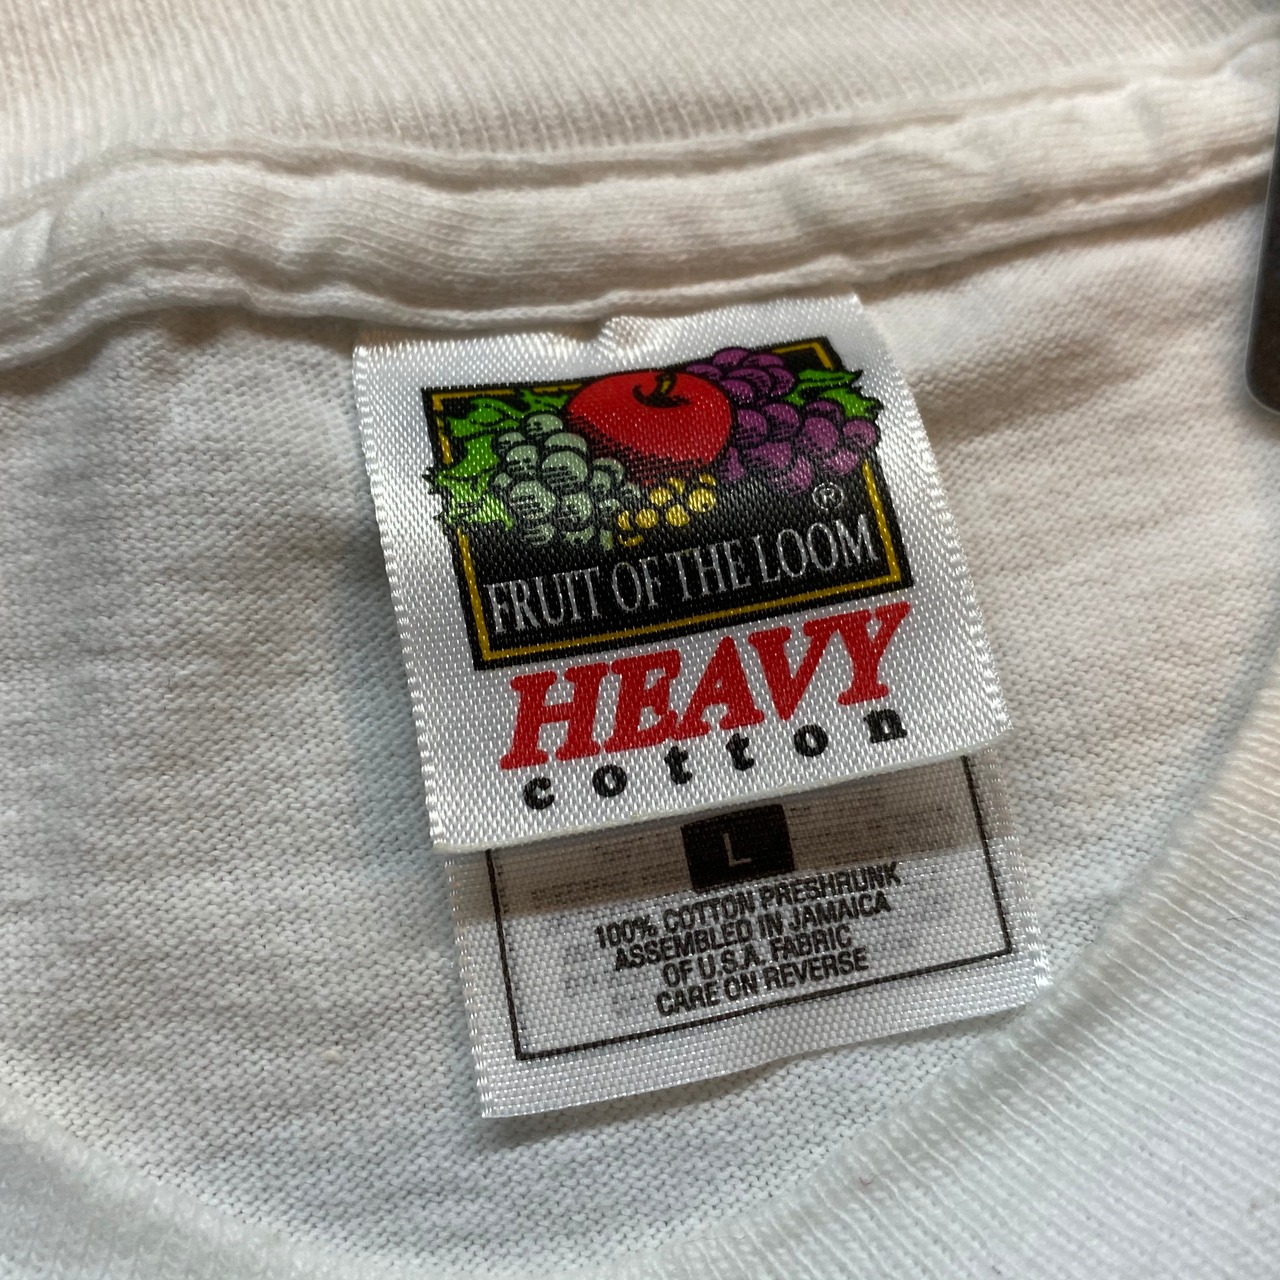 ®
FRUIT OF THE LOOM
HEAVY
cotton
L
100% COTTON PRESHRUNK
ASSEMBLED IN JAMAICA
OF U.S.A. FABRIC
CARE ON REVERSE